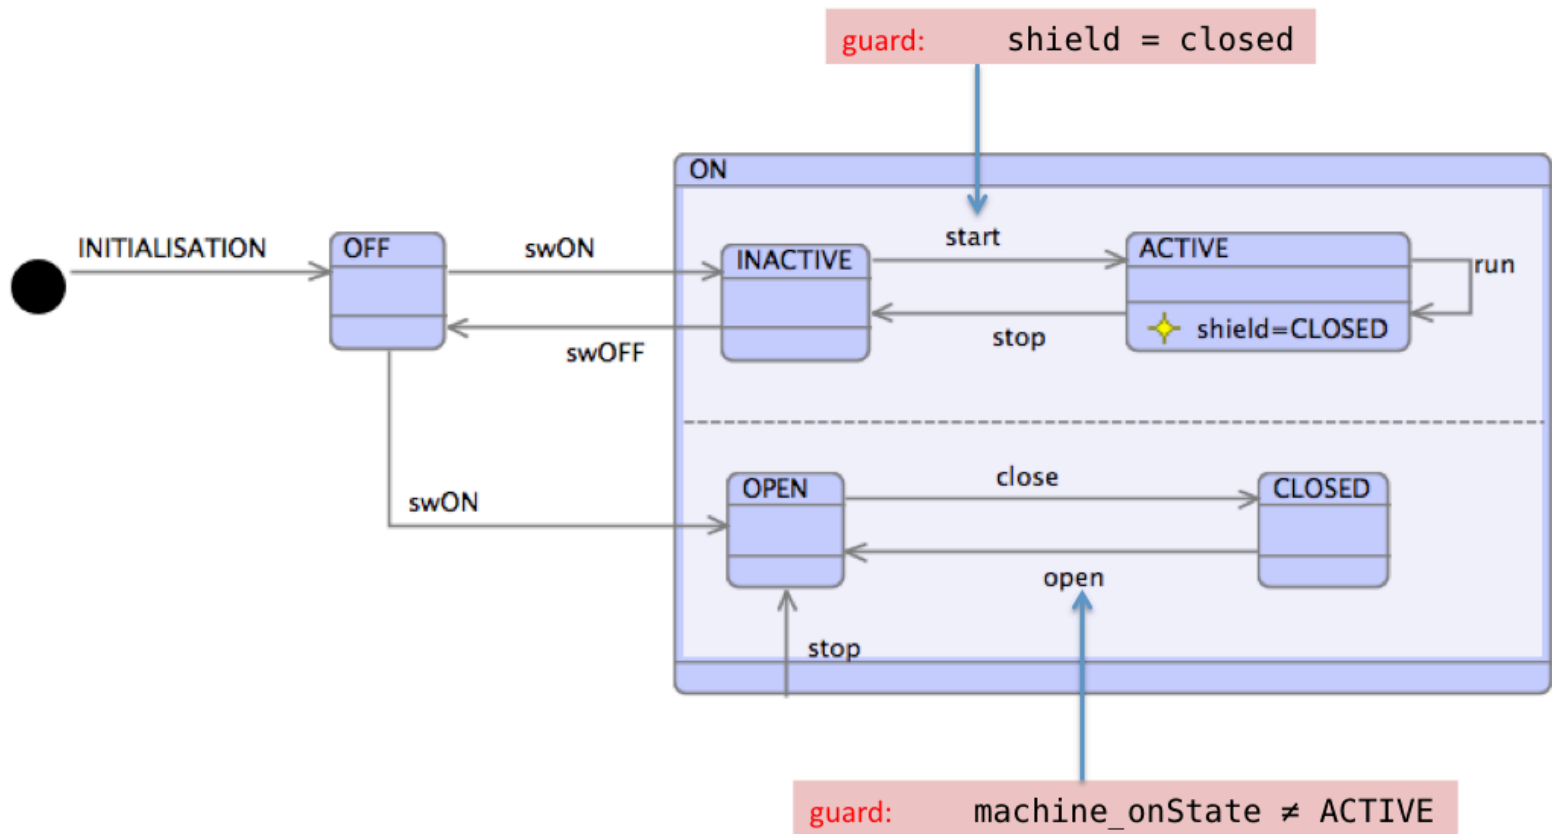 guard: shield = closed
ON
INITIALISATION
OFF
swON
INACTIVE
start
ACTIVE
run
stop
shield=CLOSED
swOFF
OPEN
close
CLOSED
swON
open
stop
guard: machine_onState ≠ ACTIVE